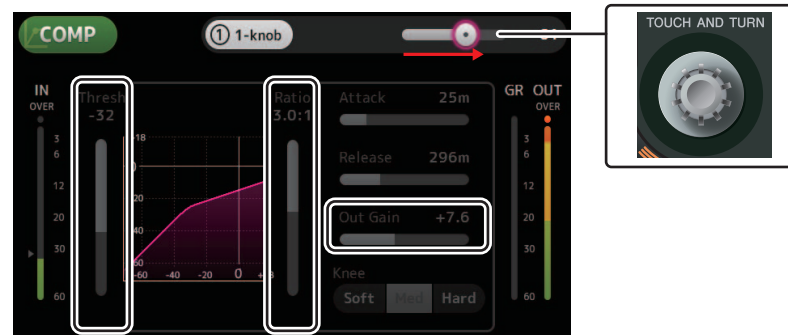 COMP
1 1-knob
TOUCH AND TURN
IN
OVER
3
6
12
20
30
60
Thresh
-32
+18
0
-20
-40
-60
-60 -40 -20 0
Ratio
3.0:1
Attack 25m
Release 296m
Out Gain +7.6
Knee
Soft Med Hard
GR OUT
OVER
3
6
12
20
30
60